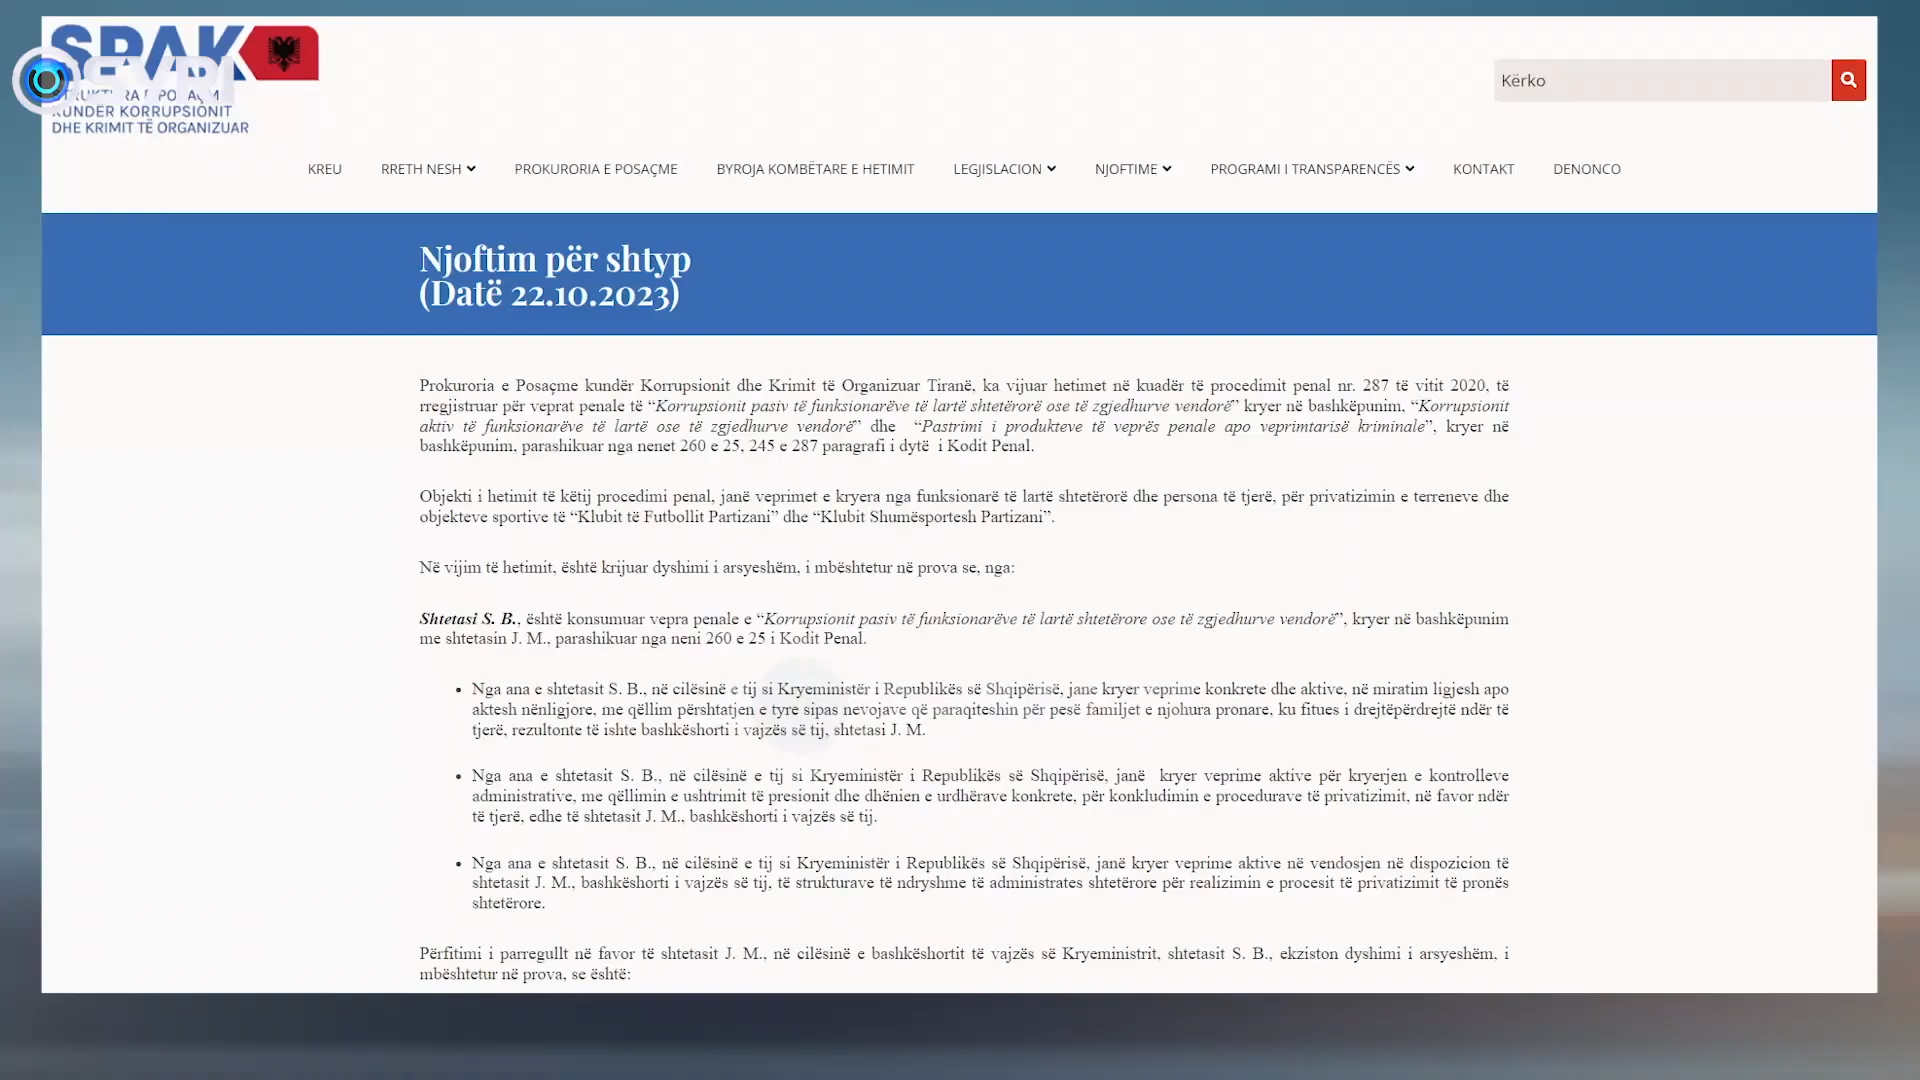 SPAK
SYRI
STRUKTURA E POSAÇME
KUNDËR KORRUPSIONIT
DHE KRIMIT TË ORGANIZUAR
Kërko
KREU RRETH NESH PROKURORIA E POSAÇME BYROJA KOMBËTARE E HETIMIT LEGJISLACION NJOFTIME PROGRAMI I TRANSPARENCËS KONTAKT DENONCO
Njoftim për shtyp
(Datë 22.10.2023)
Prokuroria e Posaçme kundër Korrupsionit dhe Krimit të Organizuar Tiranë, ka vijuar hetimet në kuadër të procedimit penal nr. 287 të vitit 2020, të
rregjistruar për veprat penale të “Korrupsionit pasiv të funksionarëve të lartë shtetërorë ose të zgjedhurve vendorë” kryer në bashkëpunim, “Korrupsionit
aktiv të funksionarëve të lartë ose të zgjedhurve vendorë” dhe “Pastrimi i produkteve të veprës penale apo veprimtarisë kriminale”, kryer në
bashkëpunim, parashikuar nga nenet 260 e 25, 245 e 287 paragrafi i dytë i Kodit Penal.
Objekti i hetimit të këtij procedimi penal, janë veprimet e kryera nga funksionarë të lartë shtetërorë dhe persona të tjerë, për privatizimin e terreneve dhe
objekteve sportive të “Klubit të Futbollit Partizani” dhe “Klubit Shumësportesh Partizani”.
Në vijim të hetimit, është krijuar dyshimi i arsyeshëm, i mbështetur në prova se, nga:
Shtetasi S. B., është konsumuar vepra penale e “Korrupsionit pasiv të funksionarëve të lartë shtetërore ose të zgjedhurve vendorë”, kryer në bashkëpunim
me shtetasin J. M., parashikuar nga neni 260 e 25 i Kodit Penal.
• Nga ana e shtetasit S. B., në cilësinë e tij si Kryeministër i Republikës së Shqipërisë, jane kryer veprime konkrete dhe aktive, në miratim ligjesh apo
aktesh nënligjore, me qëllim përshtatjen e tyre sipas nevojave që paraqiteshin për pesë familjet e njohura pronare, ku fitues i drejtëpërdrejtë ndër të
tjerë, rezultonte të ishte bashkëshorti i vajzës së tij, shtetasi J. M.
• Nga ana e shtetasit S. B., në cilësinë e tij si Kryeministër i Republikës së Shqipërisë, janë kryer veprime aktive për kryerjen e kontrolleve
administrative, me qëllimin e ushtrimit të presionit dhe dhënien e urdhërave konkrete, për konkludimin e procedurave të privatizimit, në favor ndër
të tjerë, edhe të shtetasit J. M., bashkëshorti i vajzës së tij.
• Nga ana e shtetasit S. B., në cilësinë e tij si Kryeministër i Republikës së Shqipërisë, janë kryer veprime aktive në vendosjen në dispozicion të
shtetasit J. M., bashkëshorti i vajzës së tij, të strukturave të ndryshme të administrates shtetërore për realizimin e procesit të privatizimit të pronës
shtetërore.
Përfitimi i parregullt në favor të shtetasit J. M., në cilësinë e bashkëshortit të vajzës së Kryeministrit, shtetasit S. B., ekziston dyshimi i arsyeshëm, i
mbështetur në prova, se është: